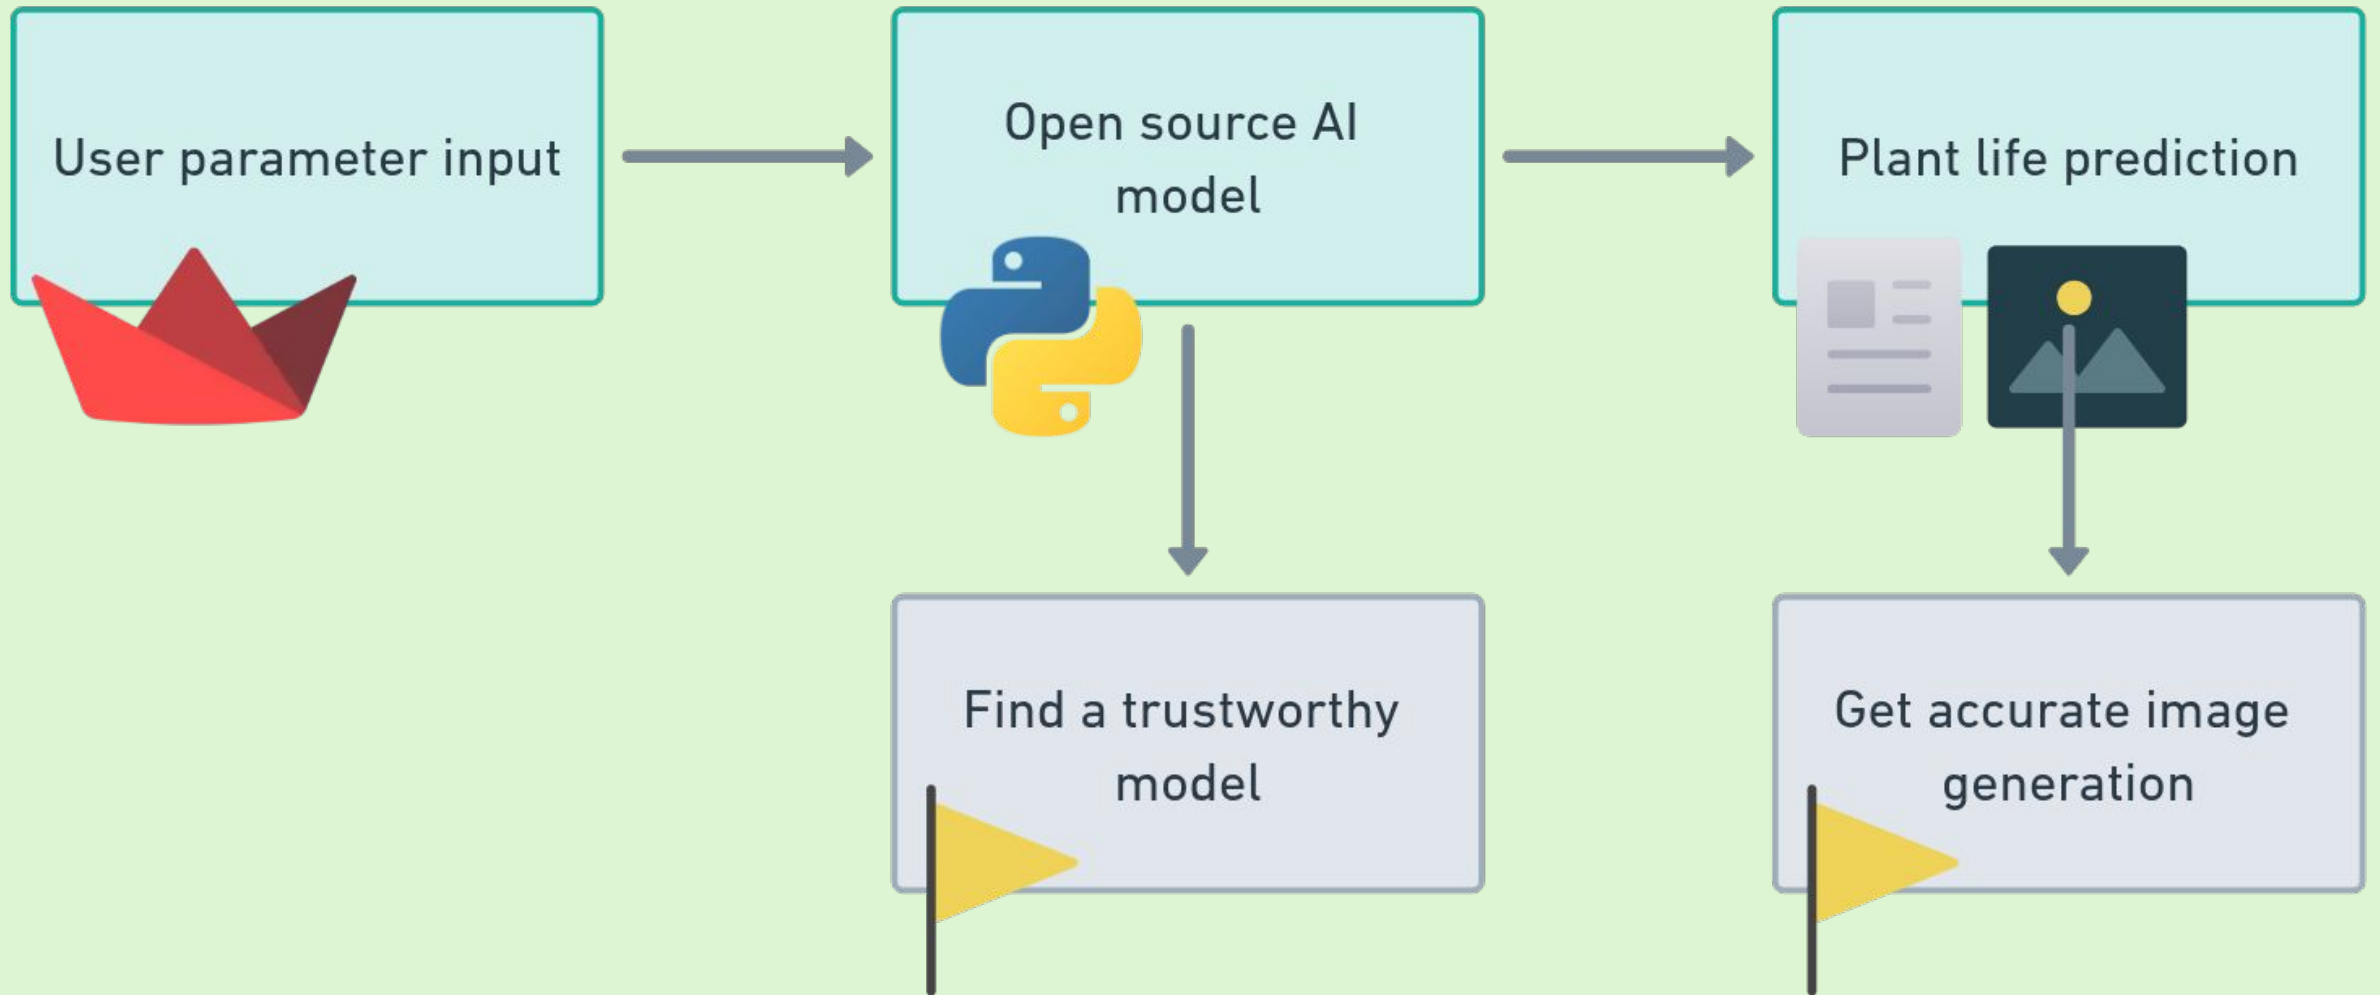 User parameter input
Open source AI
model
Plant life prediction
Find a trustworthy
model
Get accurate image
generation